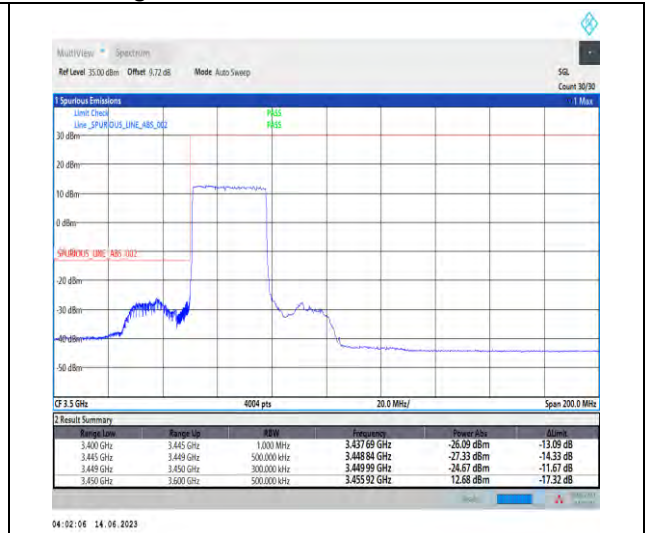 MultiView Spectrum
Ref Level 35.00 dBm Offset 9.72 dB Mode Auto Sweep SGL
Count 30/30
1 Spurious Emissions 1 Max
Limit Check PASS
Line _SPURIOUS_LINE_ABS_002 PASS
30 dBm
20 dBm
10 dBm
0 dBm
_SPURIOUS_LINE_ABS_002
-20 dBm
-30 dBm
-40 dBm
-50 dBm
CF 3.5 GHz 4004 pts 20.0 MHz/ Span 200.0 MHz
2 Result Summary
Range Low Range Up RBW Frequency Power Abs ΔLimit
3.400 GHz 3.445 GHz 1.000 MHz 3.437 69 GHz -26.09 dBm -13.09 dB
3.445 GHz 3.449 GHz 500.000 kHz 3.448 84 GHz -27.33 dBm -14.33 dB
3.449 GHz 3.450 GHz 300.000 kHz 3.449 99 GHz -24.67 dBm -11.67 dB
3.450 GHz 3.600 GHz 500.000 kHz 3.455 92 GHz 12.68 dBm -17.32 dB
04:02:06 14.06.2023